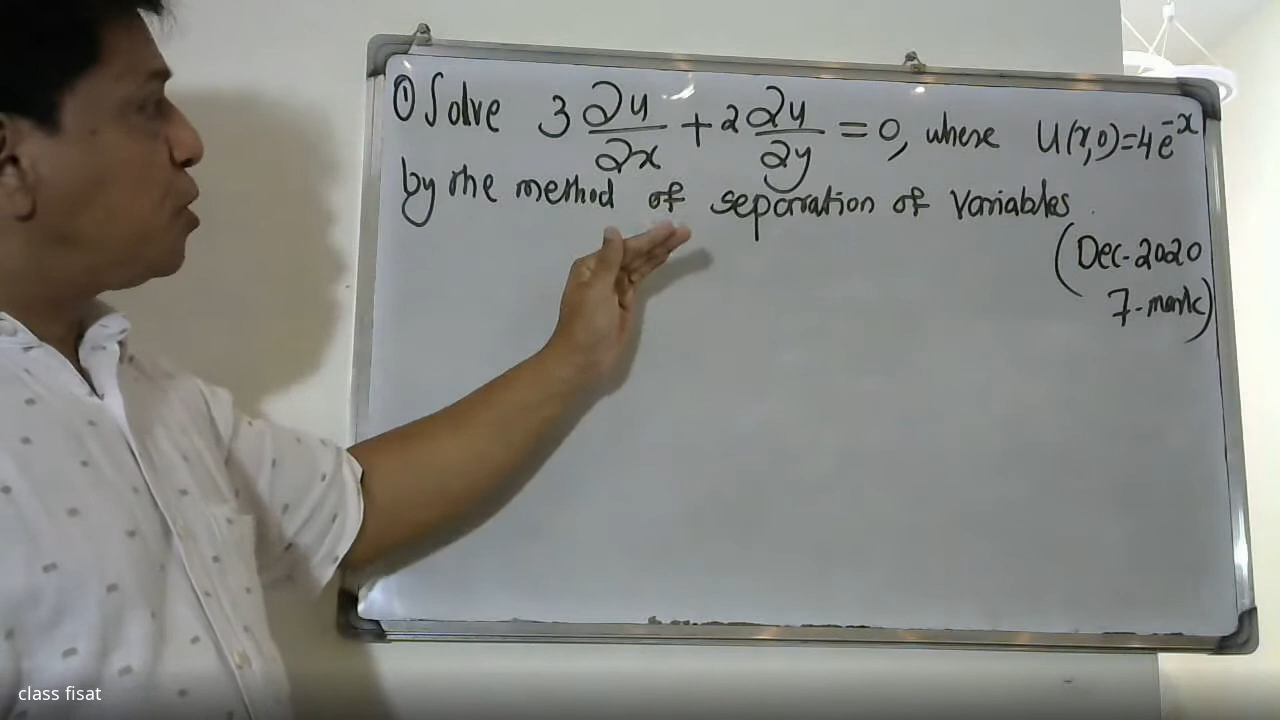 ① Solve 3 ∂u/∂x + 2 ∂u/∂y = 0, where u(x,0)=4e^-x
by the method of separation of variables.
(Dec-2020
7-mark)
class fisat